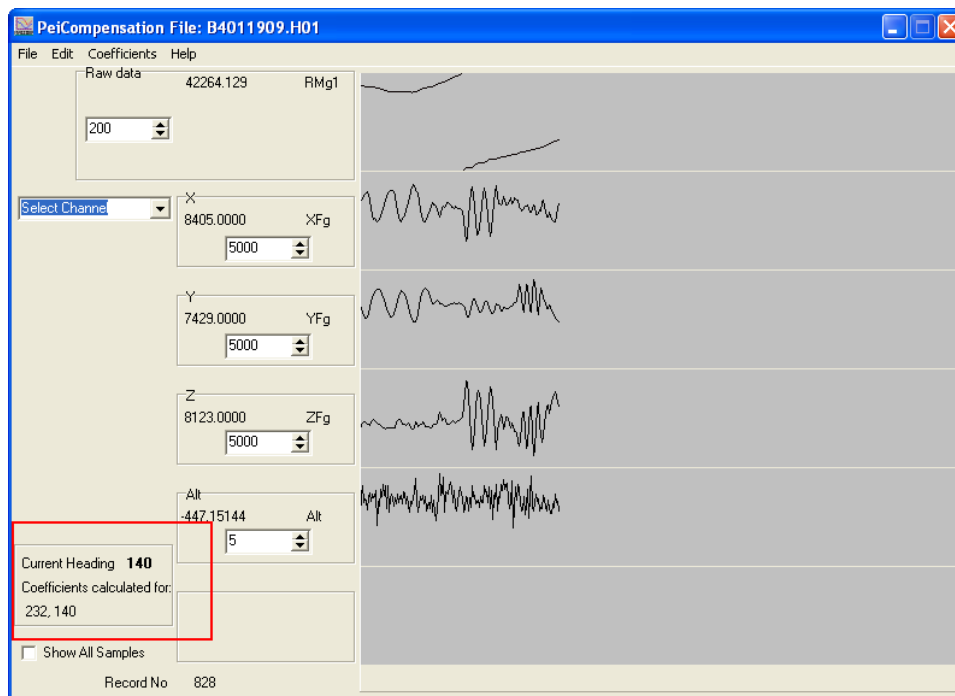 PeiCompensation File: B4011909.H01
File Edit Coefficients Help
Raw data
42264.129 RMg1
200
Select Channel
X
8405.0000 XFg
5000
Y
7429.0000 YFg
5000
Z
8123.0000 ZFg
5000
Alt
-447.15144 Alt
5
Current Heading 140
Coefficients calculated for:
232, 140
Show All Samples
Record No 828